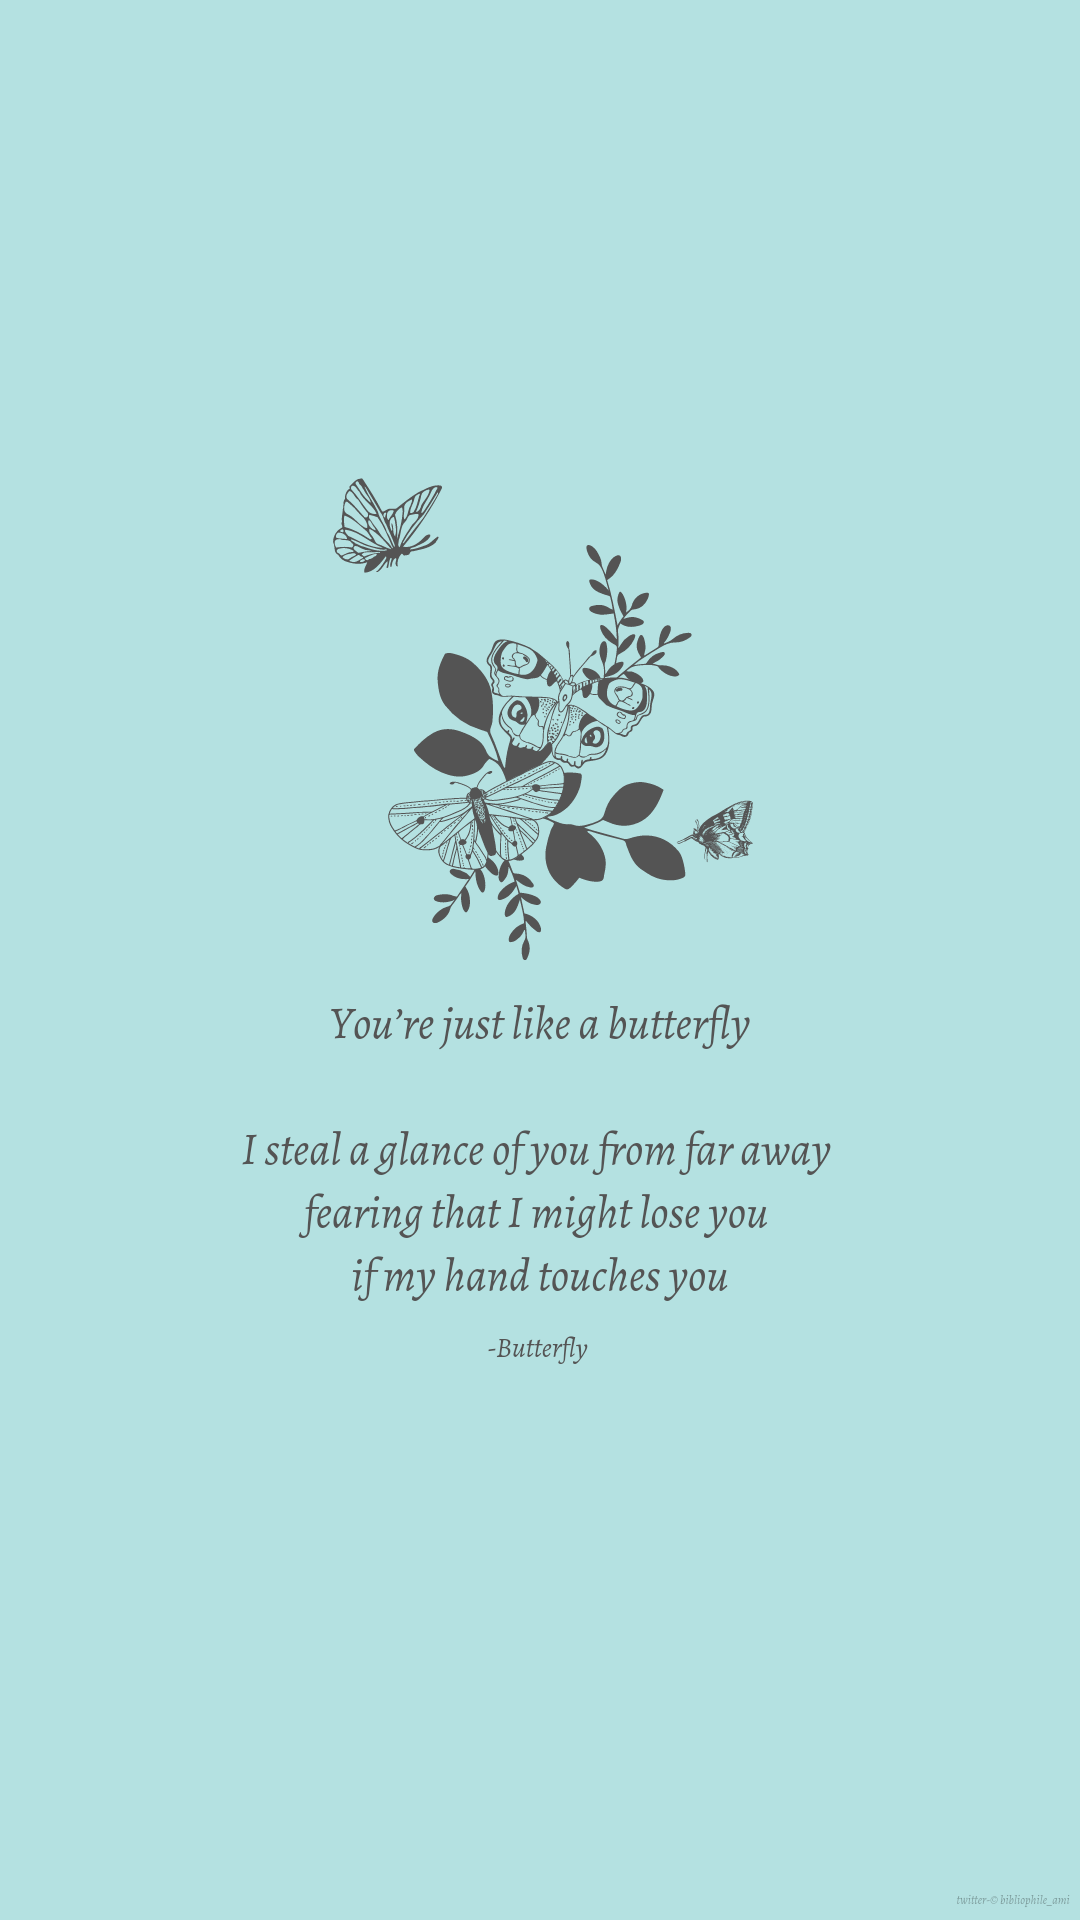 You’re just like a butterfly
I steal a glance of you from far away
fearing that I might lose you
if my hand touches you
-Butterfly
twitter-© bibliophile_ami